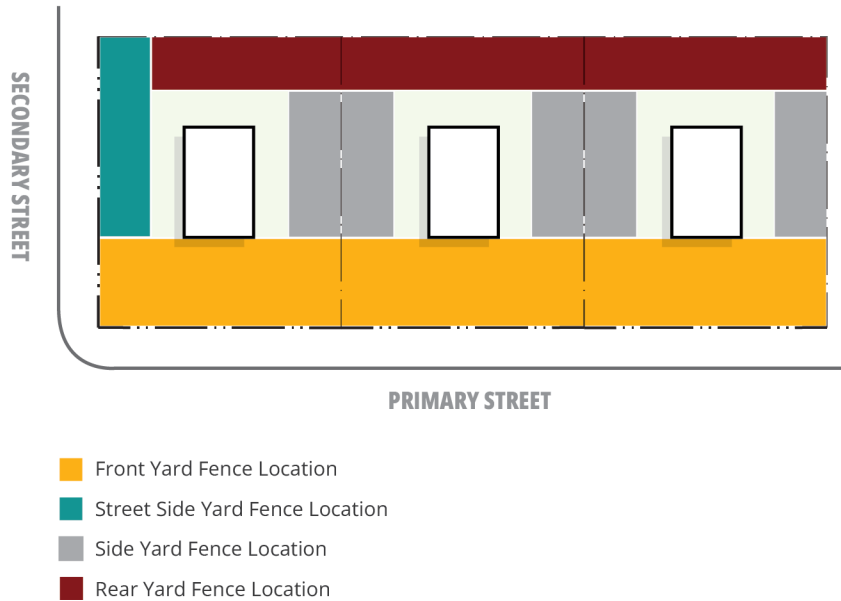 SECONDARY STREET
PRIMARY STREET
Front Yard Fence Location
Street Side Yard Fence Location
Side Yard Fence Location
Rear Yard Fence Location